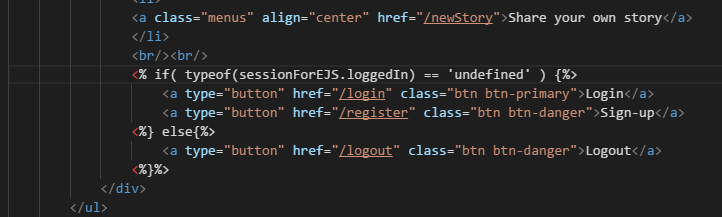 <li>
<a class="menus" align="center" href="/newStory">Share your own story</a>
</li>
<br/><br/>
<% if( typeof(sessionForEJS.loggedIn) == 'undefined' ) {%>
<a type="button" href="/login" class="btn btn-primary">Login</a>
<a type="button" href="/register" class="btn btn-danger">Sign-up</a>
<%} else{%>
<a type="button" href="/logout" class="btn btn-danger">Logout</a>
<%}%>
</div>
</ul>